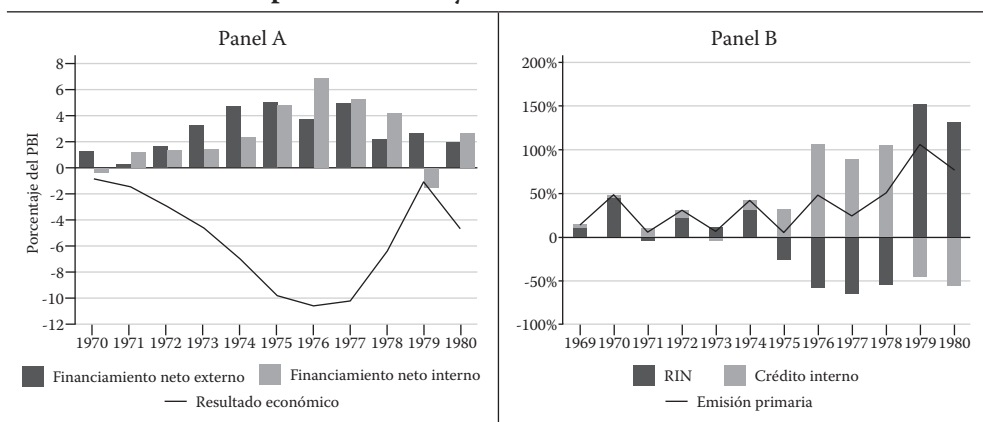 Panel A
8
6
4
2
0
-2
-4
-6
-8
-10
-12
Porcentaje del PBI
1970 1971 1972 1973 1974 1975 1976 1977 1978 1979 1980
Financiamiento neto externo Financiamiento neto interno
Resultado económico
Panel B
200%
150%
100%
50%
0
-50%
-100%
1969 1970 1971 1972 1973 1974 1975 1976 1977 1978 1979 1980
RIN Crédito interno
Emisión primaria